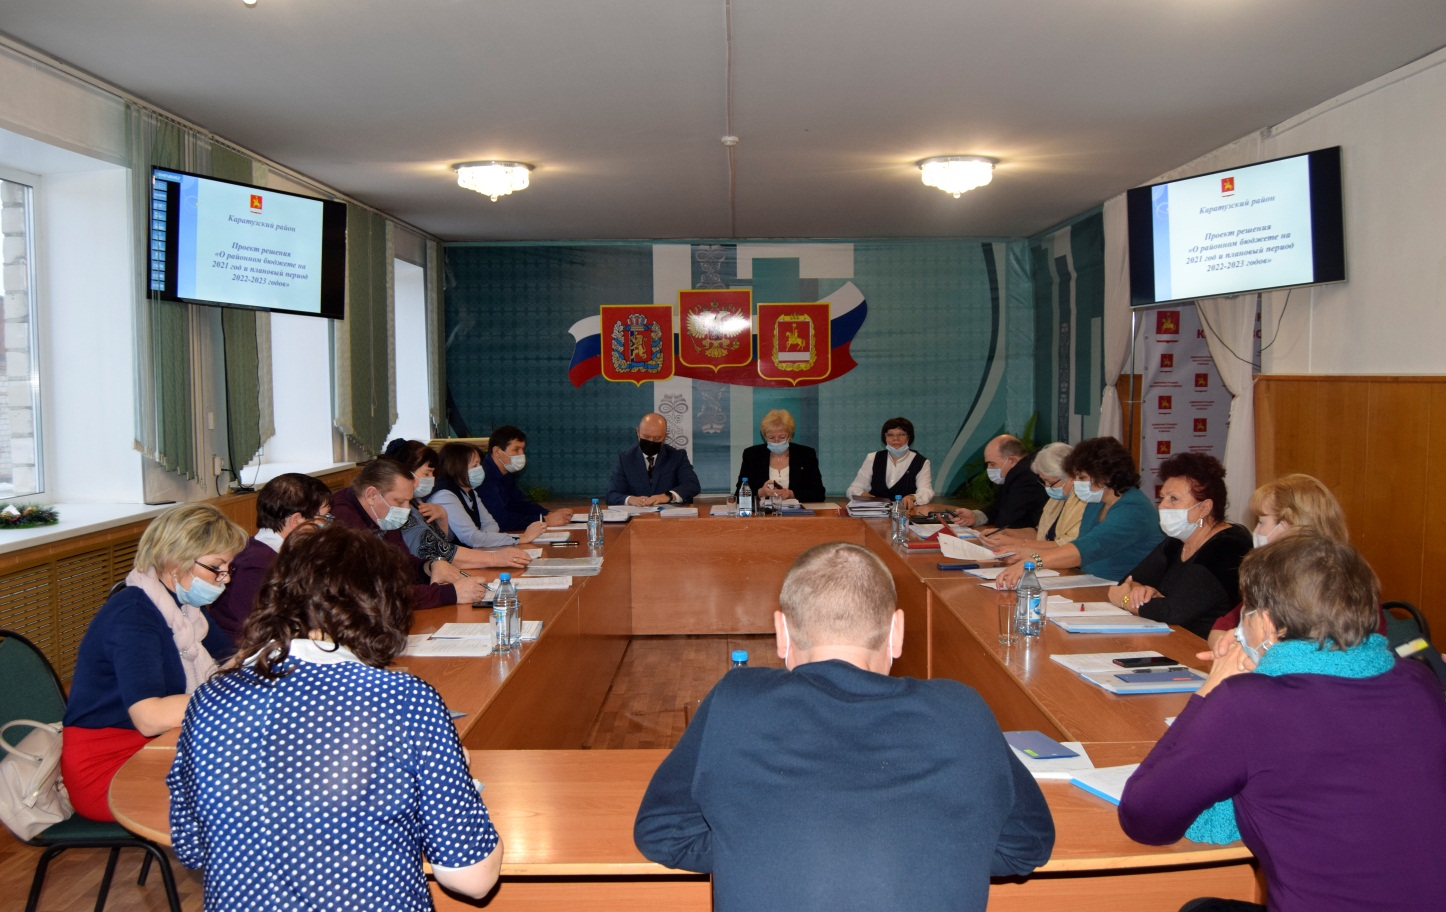 Каратузский район
Проект решения
«О районном бюджете на
2021 год и плановый период
2022-2023 годов»
Каратузский район
Проект решения
«О районном бюджете на
2021 год и плановый период
2022-2023 годов»